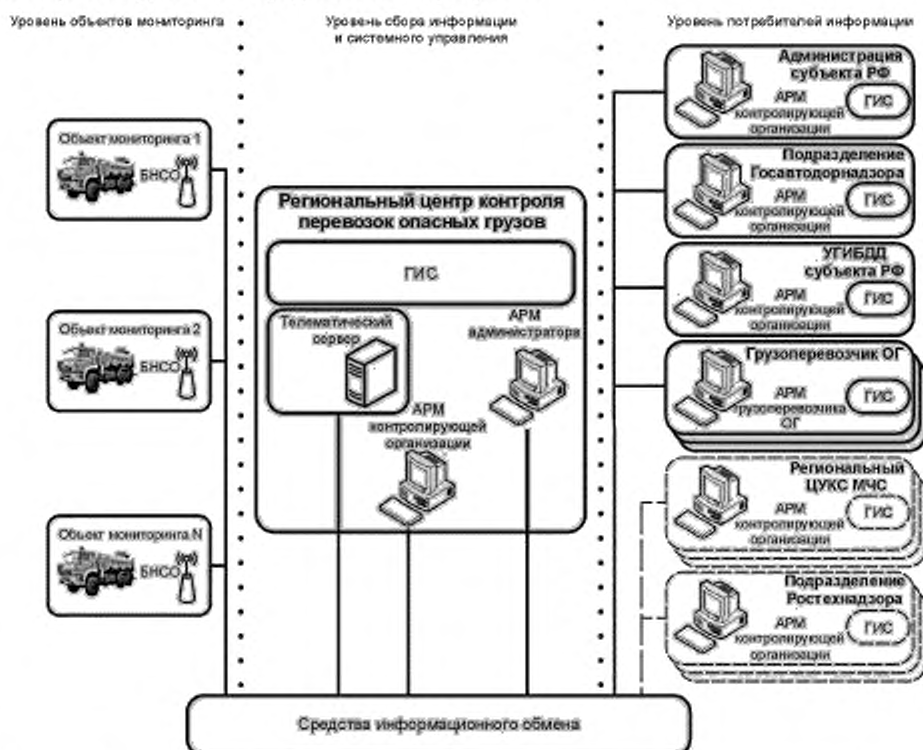 Уровень объектов мониторинга
Уровень сбора информации
и системного управления
Уровень потребителей информации
Объект мониторинга 1
БНСО
Объект мониторинга 2
БНСО
Объект мониторинга N
БНСО
Региональный центр контроля
перевозок опасных грузов
ГИС
Телематический
сервер
АРМ
администратора
АРМ
контролирующей
организации
Администрация
субъекта РФ
АРМ
контролирующей
организации
ГИС
Подразделение
Госавтодорнадзора
АРМ
контролирующей
организации
ГИС
УГИБДД
субъекта РФ
АРМ
контролирующей
организации
ГИС
Грузоперевозчик ОГ
АРМ
грузоперевозчика
ОГ
ГИС
Региональный
ЦУКС МЧС
АРМ
контролирующей
организации
ГИС
Подразделение
Ростехнадзора
АРМ
контролирующей
организации
ГИС
Средства информационного обмена